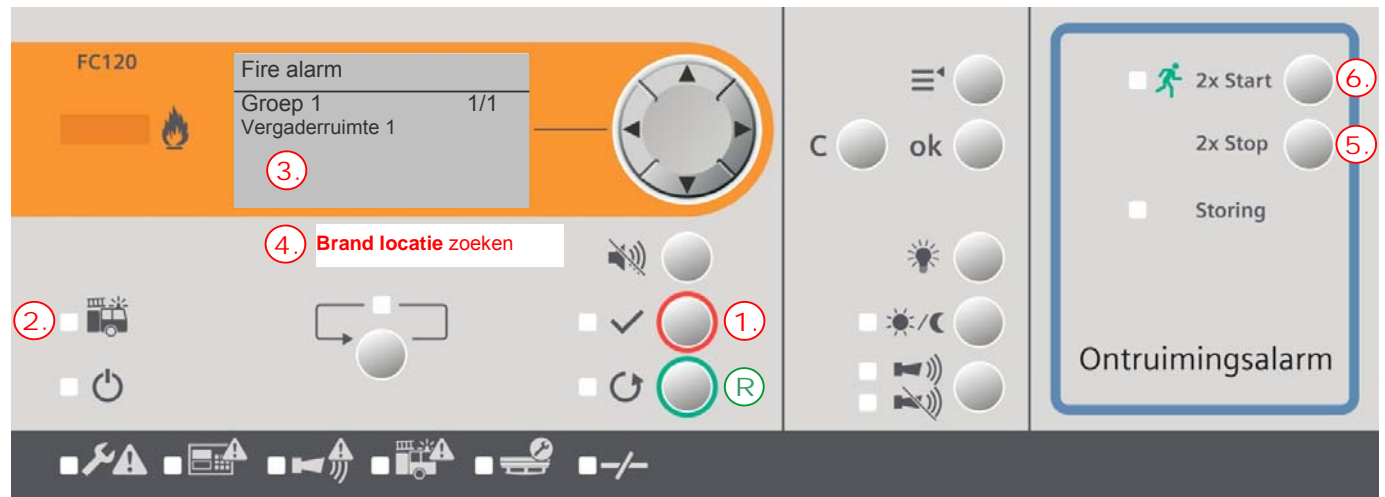 FC120
Fire alarm
Groep 1 1/1
Vergaderruimte 1
3.
4. Brand locatie zoeken
2.
1.
R
C
ok
2x Start 6.
2x Stop 5.
Storing
Ontruimingsalarm